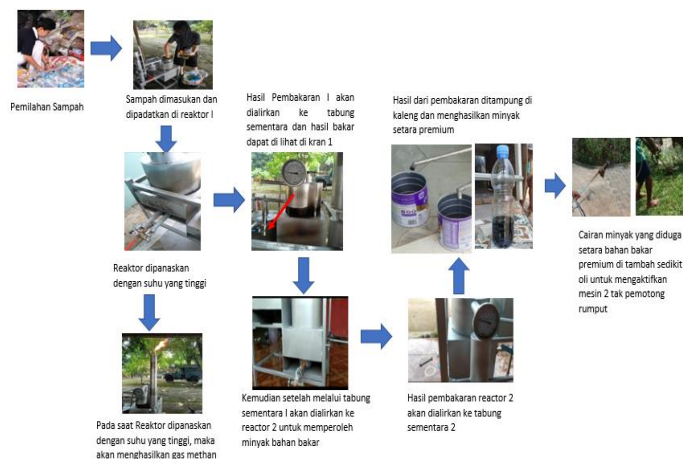 Pemilahan Sampah
Sampah dimasukan dan
dipadatkan di reaktor I
Reaktor dipanaskan
dengan suhu yang tinggi
Pada saat Reaktor dipanaskan
dengan suhu yang tinggi, maka
akan menghasilkan gas methan
Hasil Pembakaran I akan
dialirkan ke tabung
sementara dan hasil bakar
dapat di lihat di kran 1
Kemudian setelah melalui tabung
sementara I akan dialirkan ke
reactor 2 untuk memperoleh
minyak bahan bakar
Hasil pembakaran reactor 2
akan dialirkan ke tabung
sementara 2
Hasil dari pembakaran ditampung di
kaleng dan menghasilkan minyak
setara premium
Cairan minyak yang diduga
setara bahan bakar
premium di tambah sedikit
oli untuk mengaktifkan
mesin 2 tak pemotong
rumput